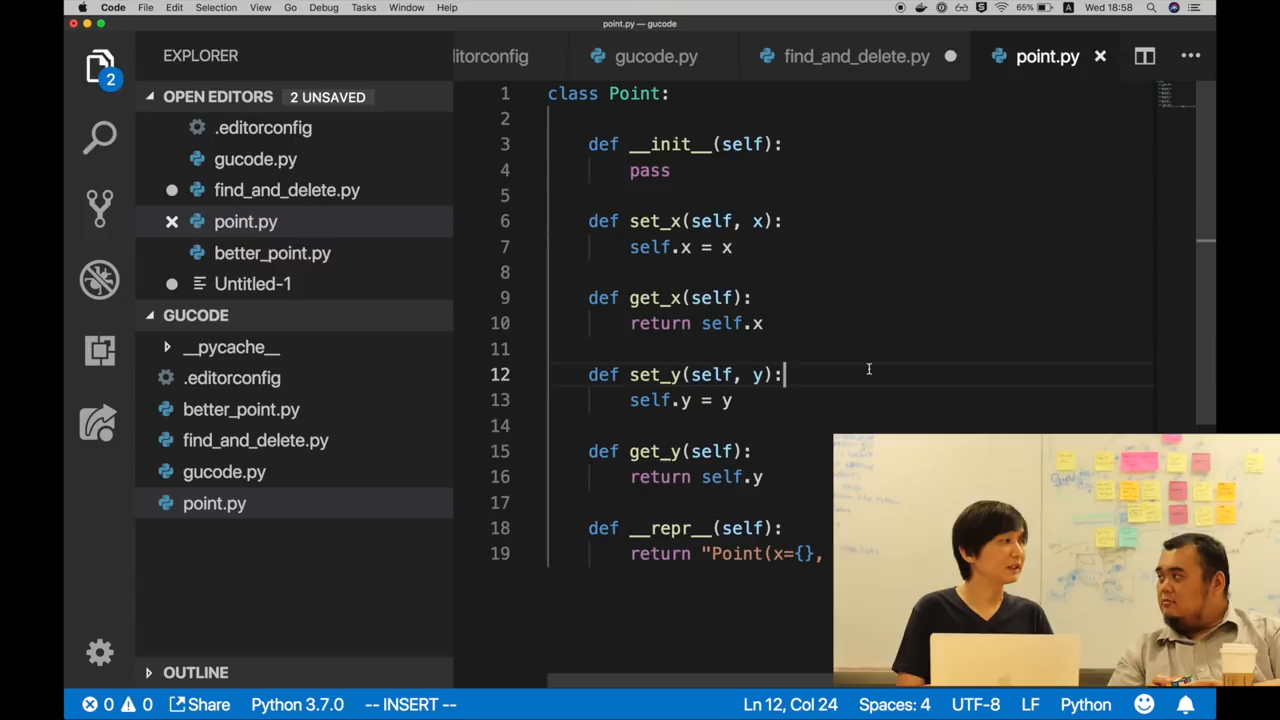 Code File Edit Selection View Go Debug Tasks Window Help 65% A Wed 18:58
point.py — gucode
EXPLORER
ditorconfig gucode.py find_and_delete.py point.py
OPEN EDITORS 2 UNSAVED
.editorconfig
gucode.py
find_and_delete.py
point.py
better_point.py
Untitled-1
GUCODE
__pycache__
.editorconfig
better_point.py
find_and_delete.py
gucode.py
point.py
OUTLINE
2
1 class Point:
2
3 def __init__(self):
4 pass
5
6 def set_x(self, x):
7 self.x = x
8
9 def get_x(self):
10 return self.x
11
12 def set_y(self, y):
13 self.y = y
14
15 def get_y(self):
16 return self.y
17
18 def __repr__(self):
19 return "Point(x={},
0 0 Share Python 3.7.0 -- INSERT -- Ln 12, Col 24 Spaces: 4 UTF-8 LF Python